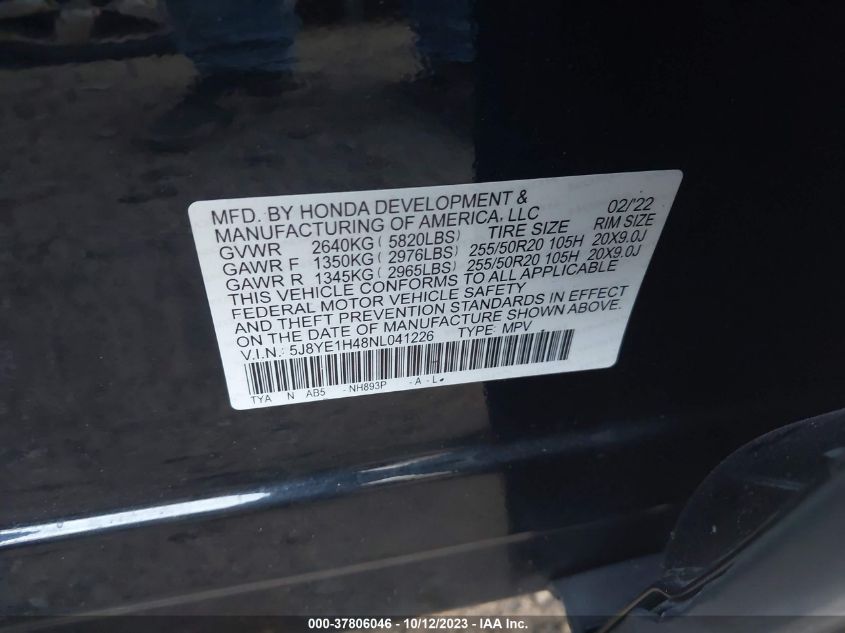 MFD. BY HONDA DEVELOPMENT &
MANUFACTURING OF AMERICA, LLC 02/'22
GVWR 2640KG ( 5820LBS) TIRE SIZE RIM SIZE
GAWR F 1350KG ( 2976LBS) 255/50R20 105H 20X9.0J
GAWR R 1345KG ( 2965LBS) 255/50R20 105H 20X9.0J
THIS VEHICLE CONFORMS TO ALL APPLICABLE
FEDERAL MOTOR VEHICLE SAFETY
AND THEFT PREVENTION STANDARDS IN EFFECT
ON THE DATE OF MANUFACTURE SHOWN ABOVE.
V.I.N.: 5J8YE1H48NL041226 TYPE: MPV
TYA N AB5 - NH893P - A - L
000-37806046 - 10/12/2023 - IAA Inc.